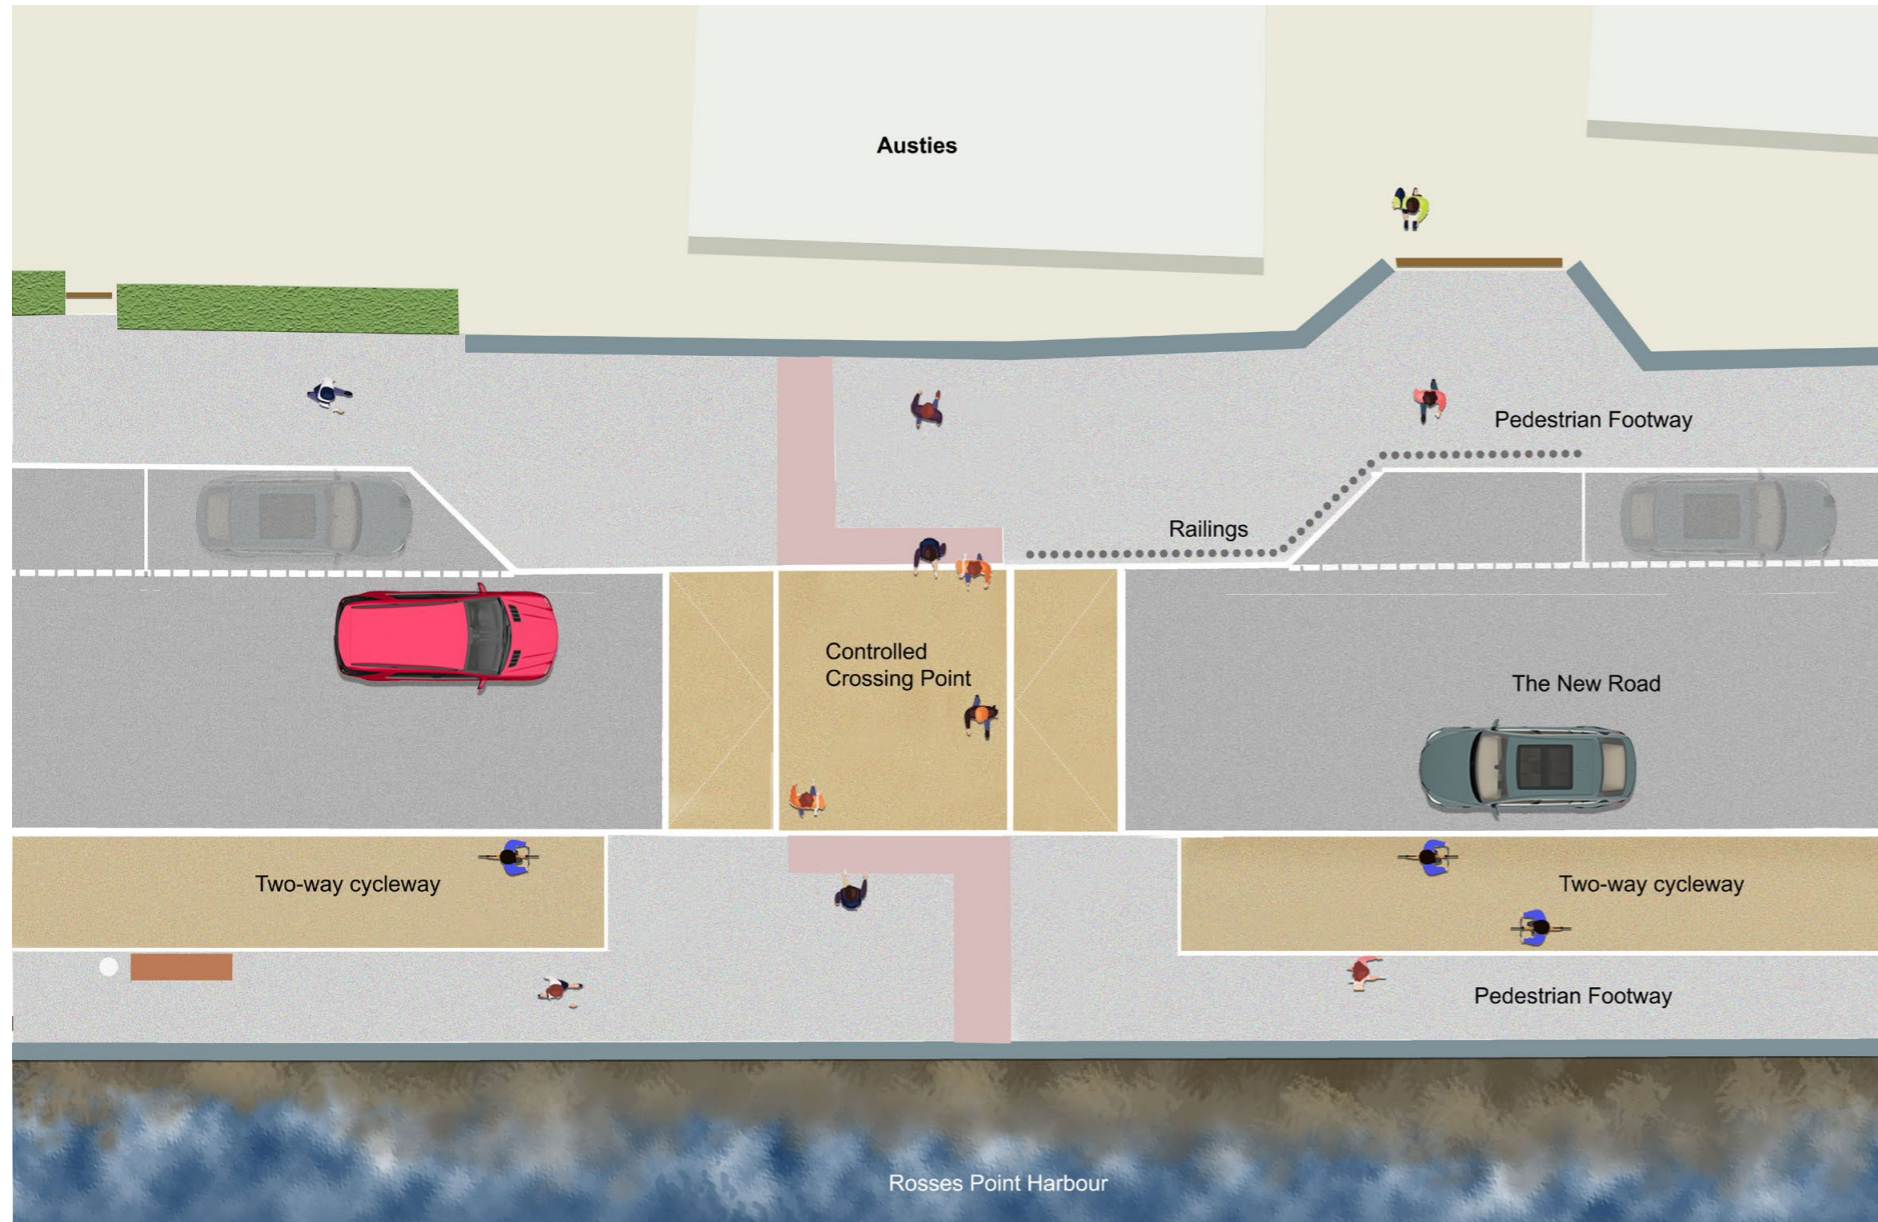 Austies
Pedestrian Footway
Railings
Controlled
Crossing Point
The New Road
Two-way cycleway
Two-way cycleway
Pedestrian Footway
Rosses Point Harbour